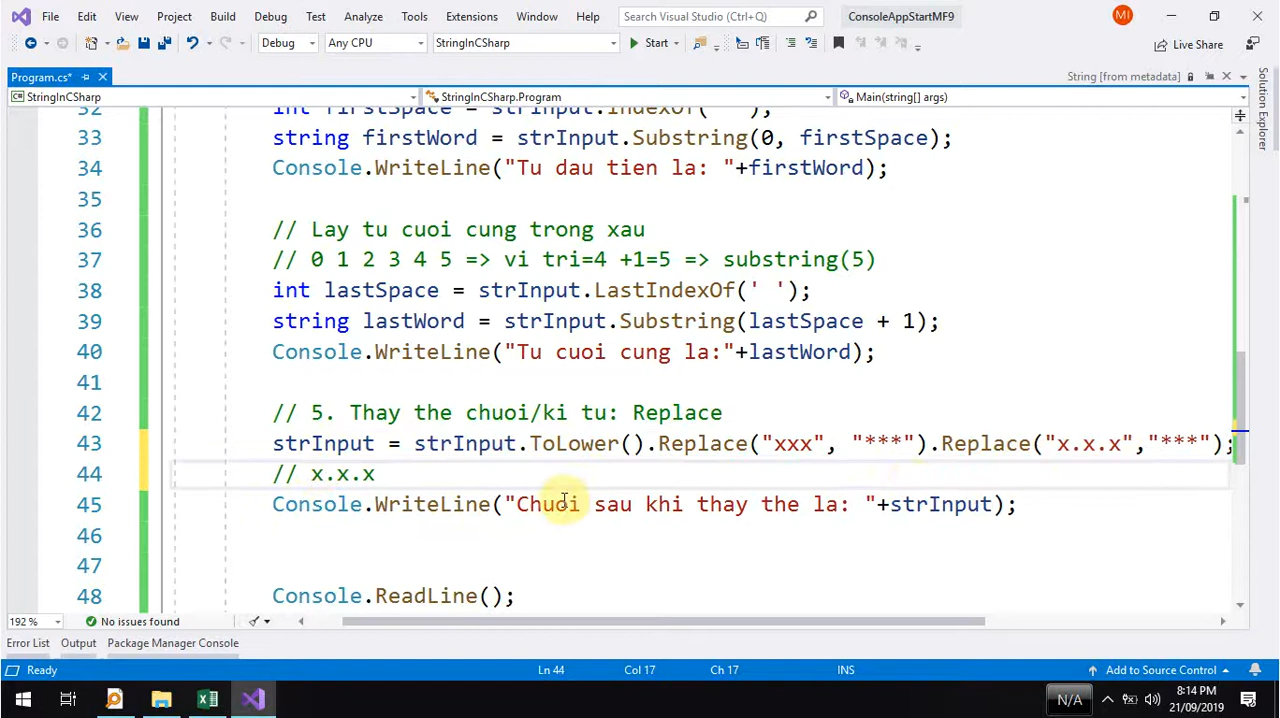 File Edit View Project Build Debug Test Analyze Tools Extensions Window Help Search Visual Studio (Ctrl+Q) ConsoleAppStartMF9 MI
Debug Any CPU StringInCSharp Start Live Share
Program.cs* String [from metadata]
StringInCSharp StringInCSharp.Program Main(string[] args)
Solution Explorer
32 int firstSpace = strInput.IndexOf(' ');
33 string firstWord = strInput.Substring(0, firstSpace);
34 Console.WriteLine("Tu dau tien la: "+firstWord);
35
36 // Lay tu cuoi cung trong xau
37 // 0 1 2 3 4 5 => vi tri=4 +1=5 => substring(5)
38 int lastSpace = strInput.LastIndexOf(' ');
39 string lastWord = strInput.Substring(lastSpace + 1);
40 Console.WriteLine("Tu cuoi cung la:"+lastWord);
41
42 // 5. Thay the chuoi/ki tu: Replace
43 strInput = strInput.ToLower().Replace("xxx", "***").Replace("x.x.x","***");
44 // x.x.x
45 Console.WriteLine("Chuoi sau khi thay the la: "+strInput);
46
47
48 Console.ReadLine();
192 % No issues found
Error List Output Package Manager Console
Ready Ln 44 Col 17 Ch 17 INS Add to Source Control
N/A 8:14 PM
21/09/2019